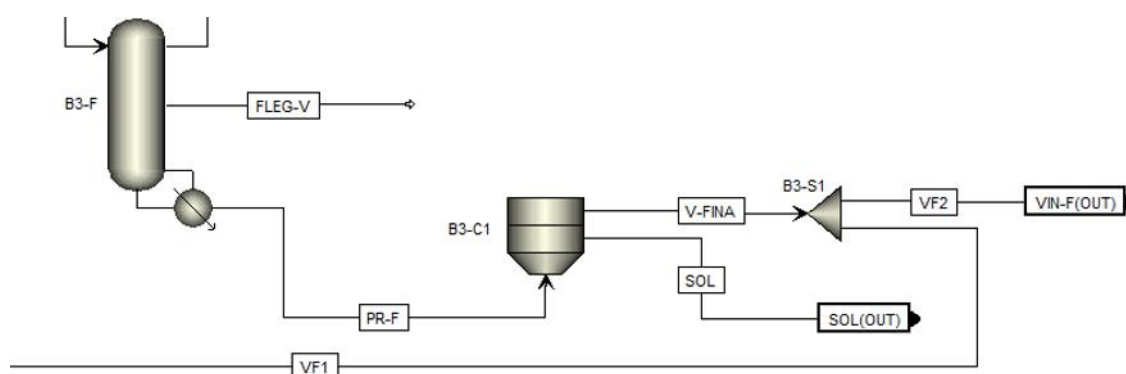 B3-F
FLEG-V
B3-S1
V-FINA
VF2
VIN-F(OUT)
B3-C1
SOL
PR-F
SOL(OUT)
VF1